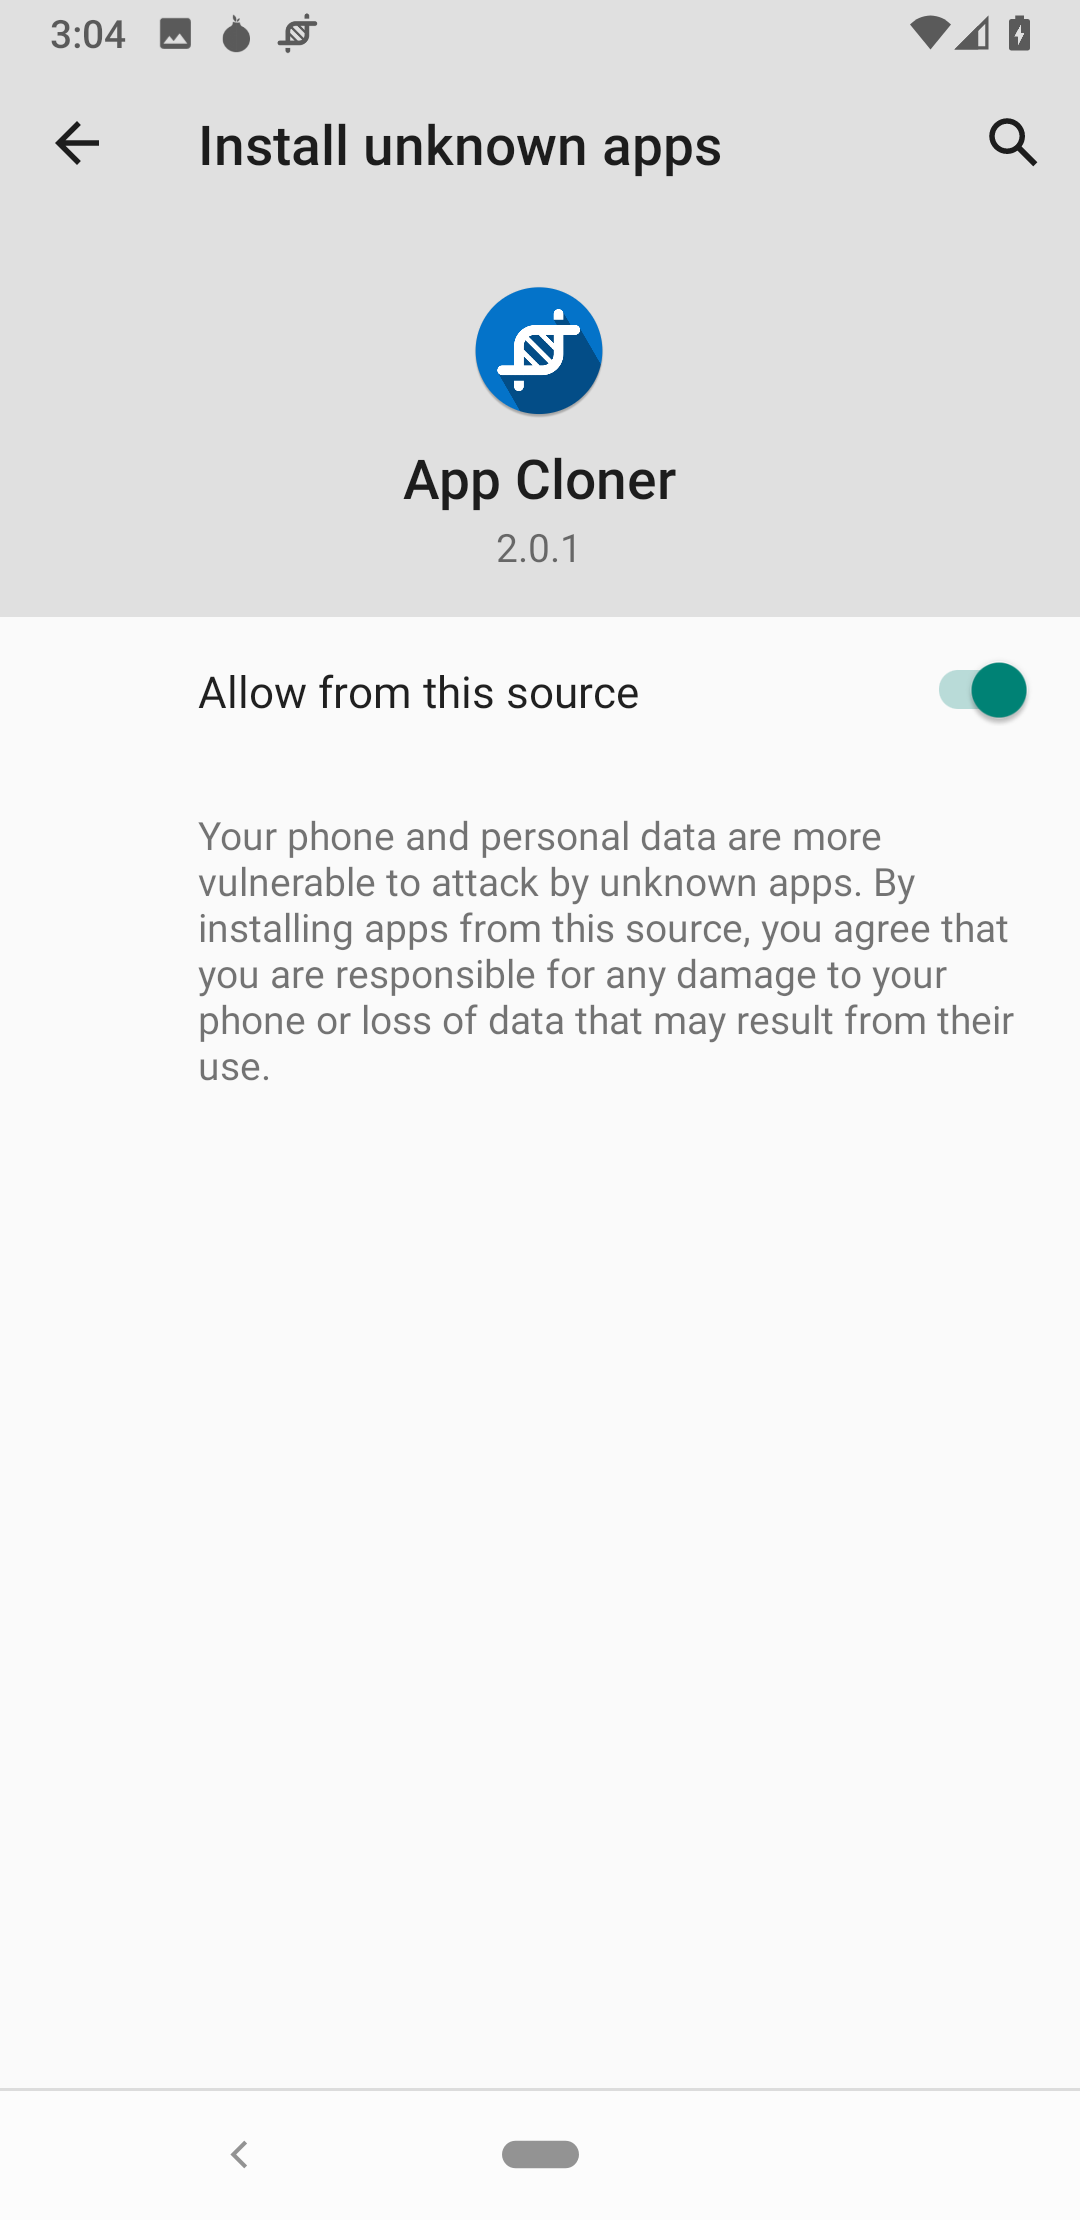 3:04
Install unknown apps
App Cloner
2.0.1
Allow from this source
Your phone and personal data are more
vulnerable to attack by unknown apps. By
installing apps from this source, you agree that
you are responsible for any damage to your
phone or loss of data that may result from their
use.